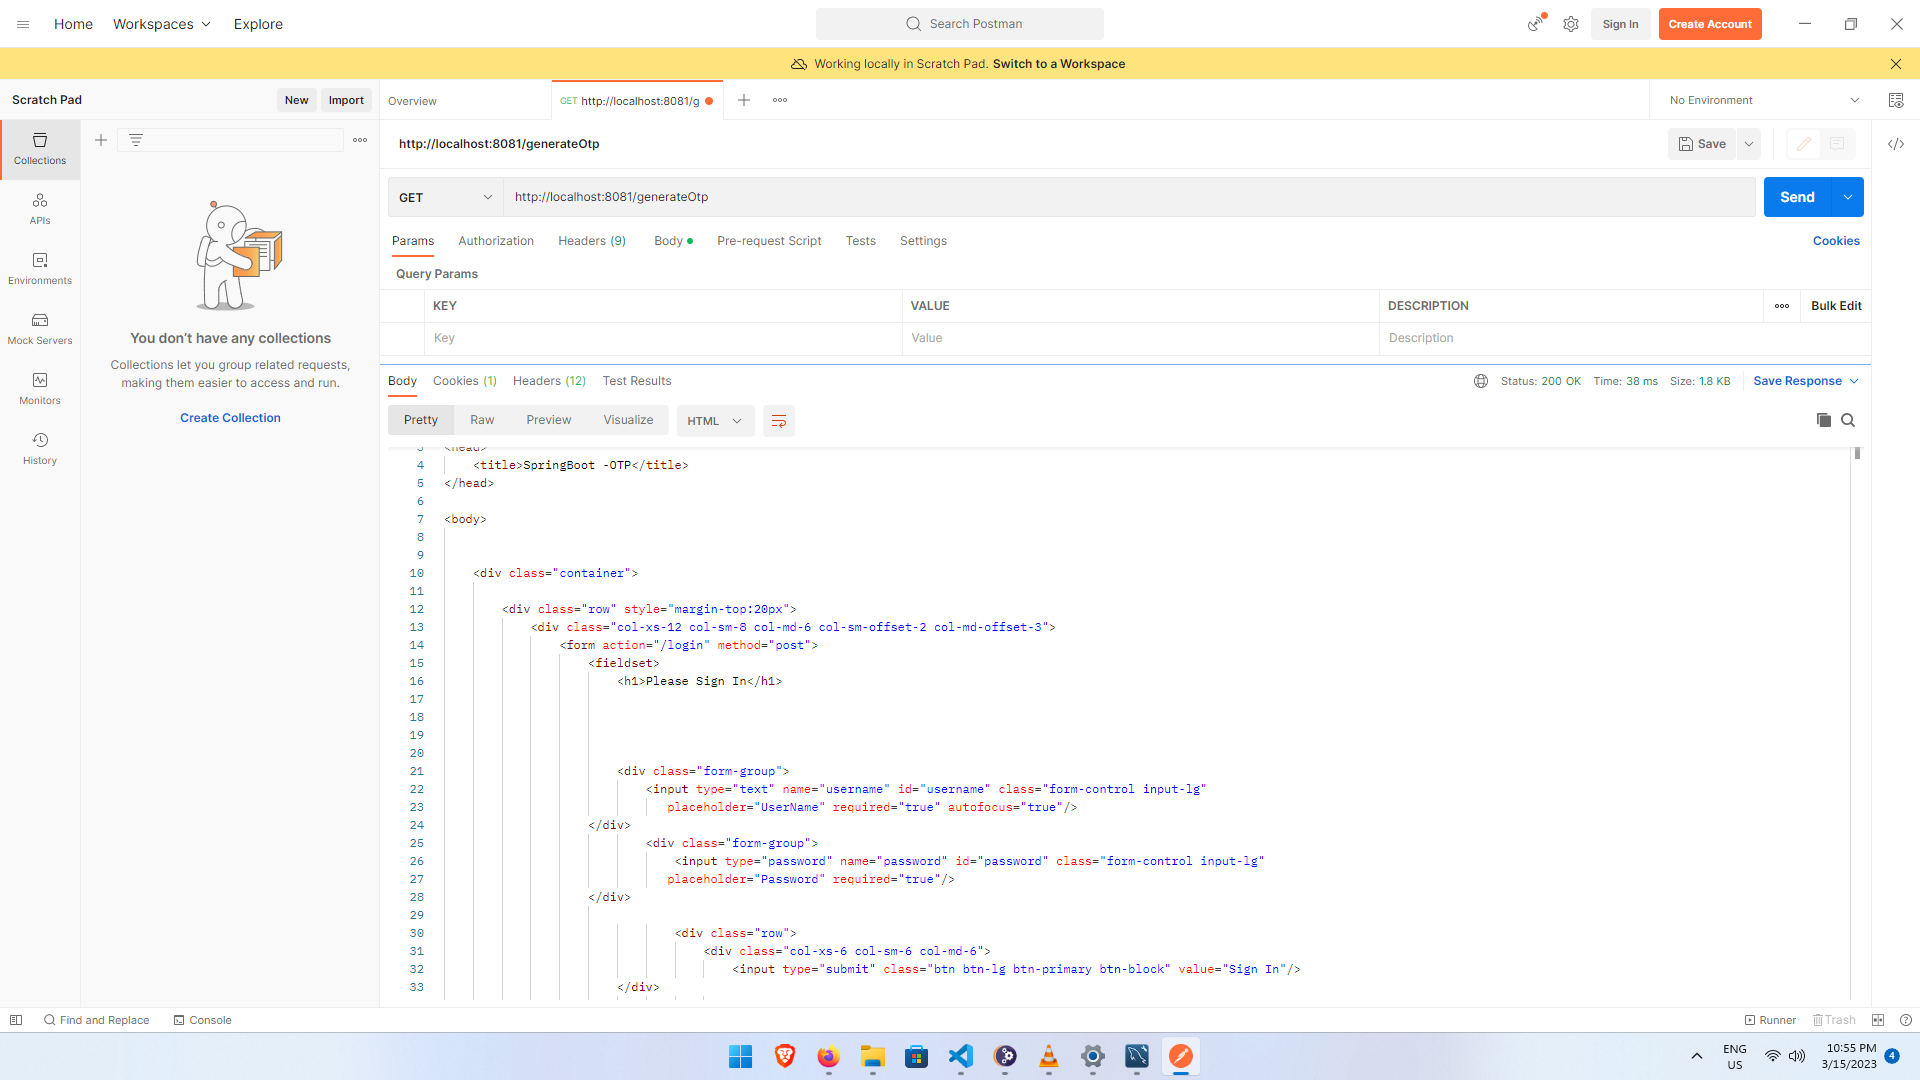 Home Workspaces Explore Search Postman Sign In Create Account
Working locally in Scratch Pad. Switch to a Workspace
Scratch Pad New Import Overview GET http://localhost:8081/g No Environment
http://localhost:8081/generateOtp Save
Collections
APIs
Environments
Mock Servers
Monitors
History
You don’t have any collections
Collections let you group related requests,
making them easier to access and run.
Create Collection
GET http://localhost:8081/generateOtp Send
Params Authorization Headers (9) Body Pre-request Script Tests Settings Cookies
Query Params
KEY VALUE DESCRIPTION Bulk Edit
Key Value Description
Body Cookies (1) Headers (12) Test Results Status: 200 OK Time: 38 ms Size: 1.8 KB Save Response
Pretty Raw Preview Visualize HTML
3 <head>
4 <title>SpringBoot -OTP</title>
5 </head>
6
7 <body>
8
9
10 <div class="container">
11
12 <div class="row" style="margin-top:20px">
13 <div class="col-xs-12 col-sm-8 col-md-6 col-sm-offset-2 col-md-offset-3">
14 <form action="/login" method="post">
15 <fieldset>
16 <h1>Please Sign In</h1>
17
18
19
20
21 <div class="form-group">
22 <input type="text" name="username" id="username" class="form-control input-lg"
23 placeholder="UserName" required="true" autofocus="true"/>
24 </div>
25 <div class="form-group">
26 <input type="password" name="password" id="password" class="form-control input-lg"
27 placeholder="Password" required="true"/>
28 </div>
29
30 <div class="row">
31 <div class="col-xs-6 col-sm-6 col-md-6">
32 <input type="submit" class="btn btn-lg btn-primary btn-block" value="Sign In"/>
33 </div>
Find and Replace Console Runner Trash
ENG
US
10:55 PM
3/15/2023
4